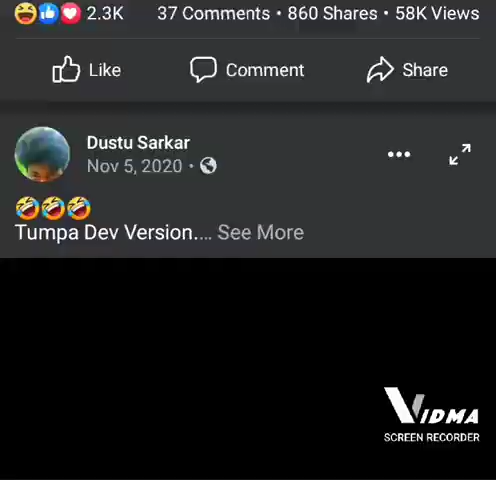 2.3K 37 Comments • 860 Shares • 58K Views
Like Comment Share
Dustu Sarkar
Nov 5, 2020 •
🤣🤣🤣
Tumpa Dev Version.... See More
VIDMA
SCREEN RECORDER